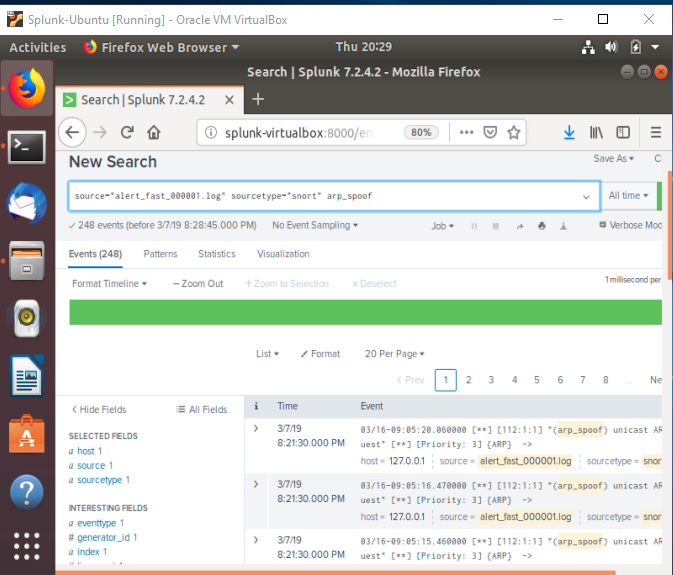 Splunk-Ubuntu [Running] - Oracle VM VirtualBox
Activities Firefox Web Browser Thu 20:29
Search | Splunk 7.2.4.2 - Mozilla Firefox
Search | Splunk 7.2.4.2
splunk-virtualbox:8000/en 80%
New Search Save As
source="alert_fast_000001.log" sourcetype="snort" arp_spoof All time
✓ 248 events (before 3/7/19 8:28:45.000 PM) No Event Sampling Job Verbose Mod
Events (248) Patterns Statistics Visualization
Format Timeline — Zoom Out + Zoom to Selection × Deselect 1 millisecond per
List Format 20 Per Page
< Prev 1 2 3 4 5 6 7 8 ... Ne
< Hide Fields All Fields i Time Event
SELECTED FIELDS
a host 1
a source 1
a sourcetype 1
INTERESTING FIELDS
a eventtype 1
# generator_id 1
a index 1
> 3/7/19 8:21:30.000 PM
03/16-09:05:20.060000 [**] [112:1:1] "(arp_spoof) unicast AR
uest" [**] [Priority: 3] {ARP} ->
host = 127.0.0.1 source = alert_fast_000001.log sourcetype = snor
> 3/7/19 8:21:30.000 PM
03/16-09:05:16.470000 [**] [112:1:1] "(arp_spoof) unicast AR
uest" [**] [Priority: 3] {ARP} ->
host = 127.0.0.1 source = alert_fast_000001.log sourcetype = snor
> 3/7/19 8:21:30.000 PM
03/16-09:05:15.460000 [**] [112:1:1] "(arp_spoof) unicast AR
uest" [**] [Priority: 3] {ARP} ->